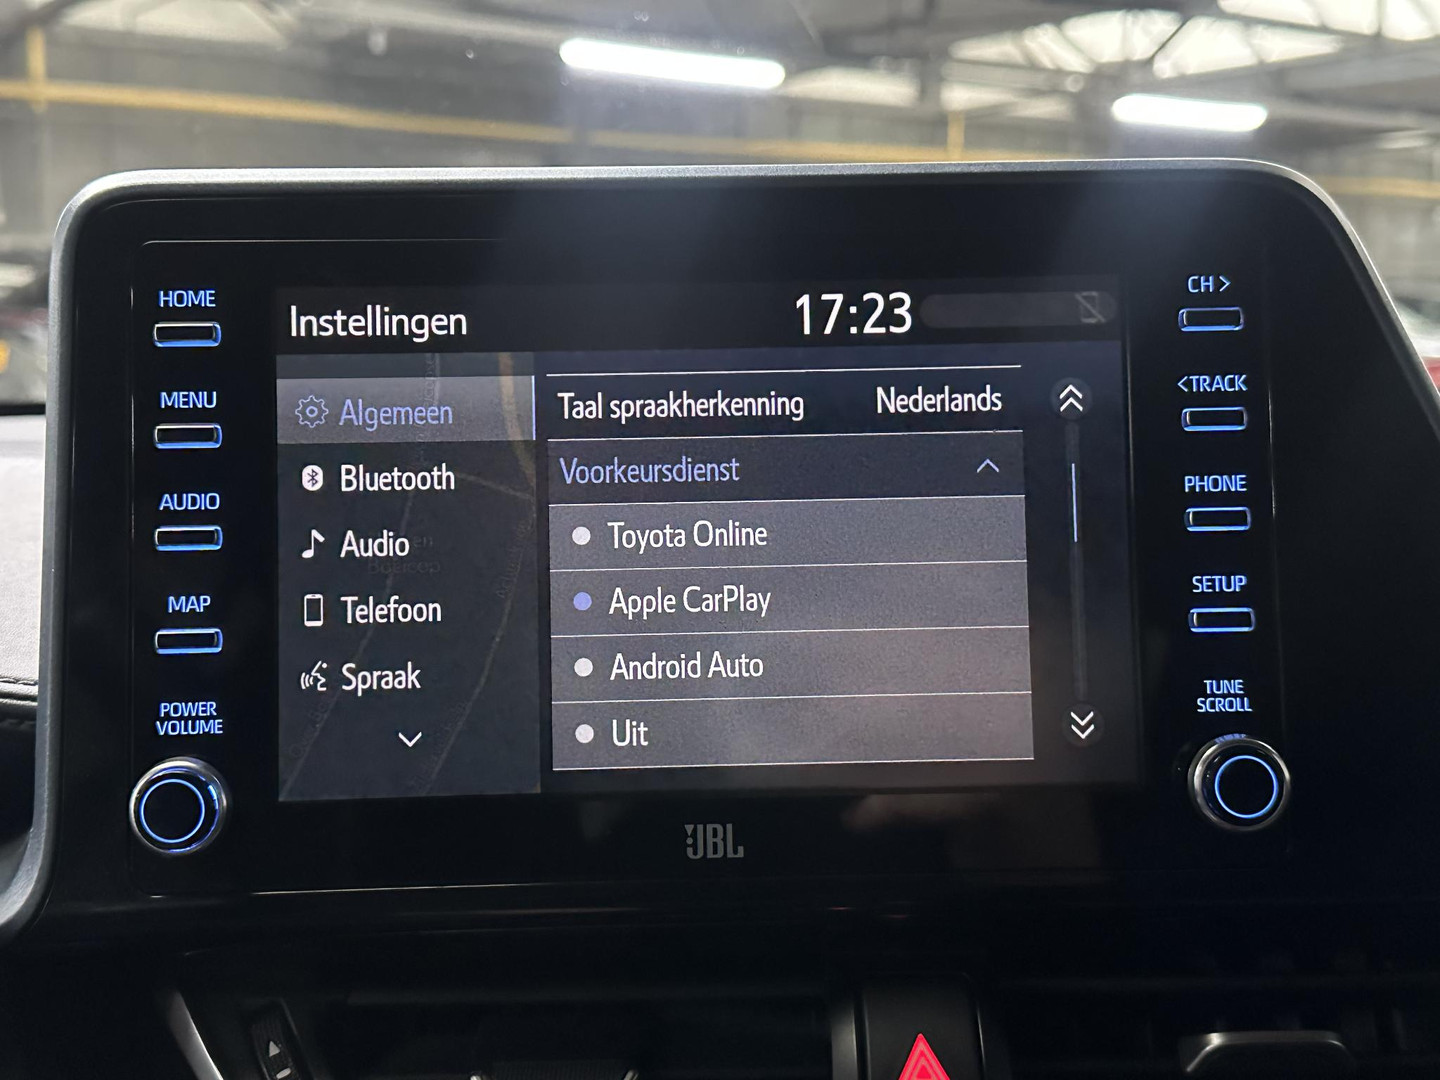 HOME
MENU
AUDIO
MAP
POWER
VOLUME
Instellingen
17:23
Algemeen
Bluetooth
Audio
Telefoon
Spraak
Taal spraakherkenning Nederlands
Voorkeursdienst
Toyota Online
Apple CarPlay
Android Auto
Uit
CH >
<TRACK
PHONE
SETUP
TUNE
SCROLL
JBL